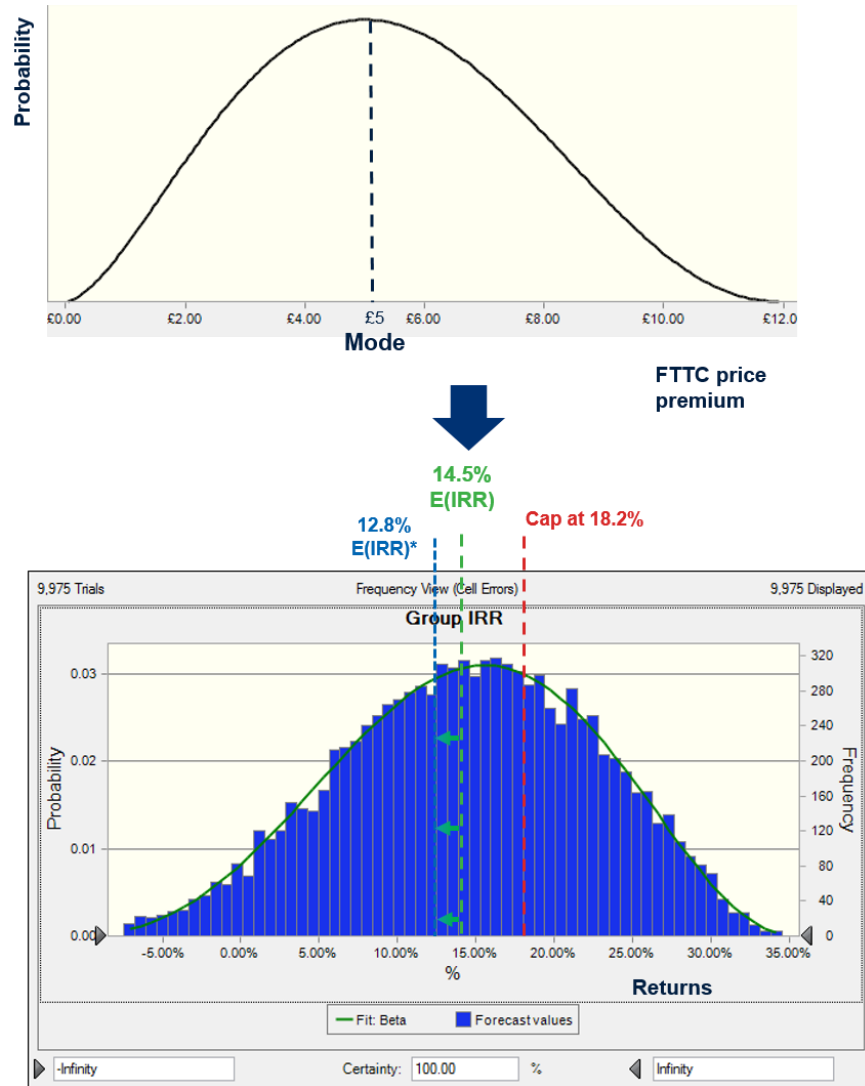 Probability
£0.00 £2.00 £4.00 £5 £6.00 £8.00 £10.00 £12.0
Mode
FTTC price
premium
14.5%
E(IRR)
12.8%
E(IRR)*
Cap at 18.2%
9,975 Trials Frequency View (Cell Errors) 9,975 Displayed
Group IRR
Probability
0.03
0.02
0.01
0.00
320
280
240
200
160
120
80
40
0
Frequency
-5.00% 0.00% 5.00% 10.00% 15.00% 20.00% 25.00% 30.00% 35.00%
%
Returns
Fit: Beta Forecast values
-Infinity Certainty: 100.00 % Infinity